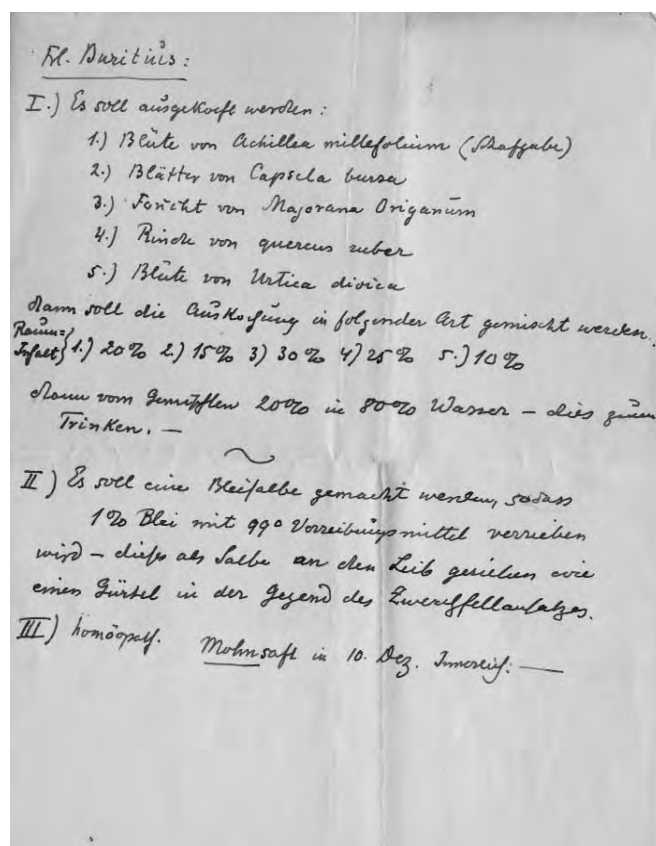 Frl. Buritius:
I.) Es soll ausgekocht werden:
1.) Blüte von Achillea millefolium (Schafgabe)
2.) Blätter von Capsela bursa
3.) Frucht von Majorana Origanum
4.) Rinde von quercus ruber
5.) Blüte von Urtica dioica
dann soll die Auskochung in folgender Art gemischt werden.
Raum=
Inhalt} 1.) 20% 2.) 15% 3) 30% 4) 25% 5.) 10%
dann vom Gemischten 20% in 80% Wasser – dies zum
Trinken. —
II) Es soll eine Bleisalbe gemacht werden, sodass
1% Blei mit 99% Verreibungsmittel verrieben
wird – dieses als Salbe an den Leib gerieben wie
einen Gürtel in der Gegend des Zwerchfellansatzes.
III) homöopath. Mohnsaft in 10. Dez. Innerlich: —